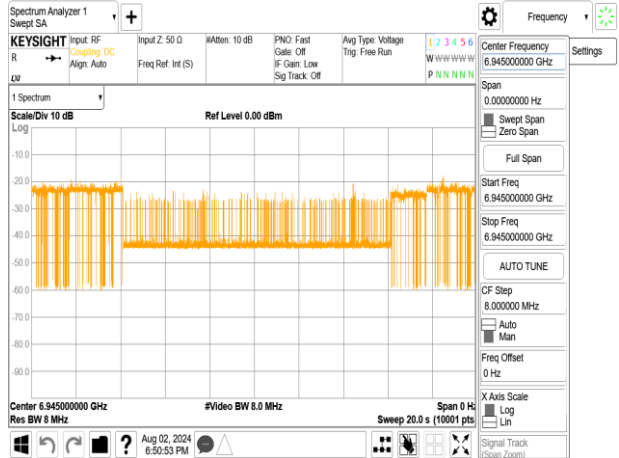 Spectrum Analyzer 1
Swept SA
+
Frequency
KEYSIGHT
R
LXI
Input: RF
Coupling: DC
Align: Auto
Input Z: 50 Ω
Freq Ref: Int (S)
#Atten: 10 dB
PNO: Fast
Gate: Off
IF Gain: Low
Sig Track: Off
Avg Type: Voltage
Trig: Free Run
1 2 3 4 5 6
W W W W W W
P N N N N N
Center Frequency
6.945000000 GHz
Settings
Span
0.00000000 Hz
Swept Span
Zero Span
Full Span
Start Freq
6.945000000 GHz
Stop Freq
6.945000000 GHz
AUTO TUNE
CF Step
8.000000 MHz
Auto
Man
Freq Offset
0 Hz
X Axis Scale
Log
Lin
Signal Track
(Span Zoom)
1 Spectrum
Scale/Div 10 dB
Ref Level 0.00 dBm
Log
-10.0
-20.0
-30.0
-40.0
-50.0
-60.0
-70.0
-80.0
-90.0
Center 6.945000000 GHz
#Video BW 8.0 MHz
Span 0 Hz
Res BW 8 MHz
Sweep 20.0 s (10001 pts
?
Aug 02, 2024
6:50:53 PM